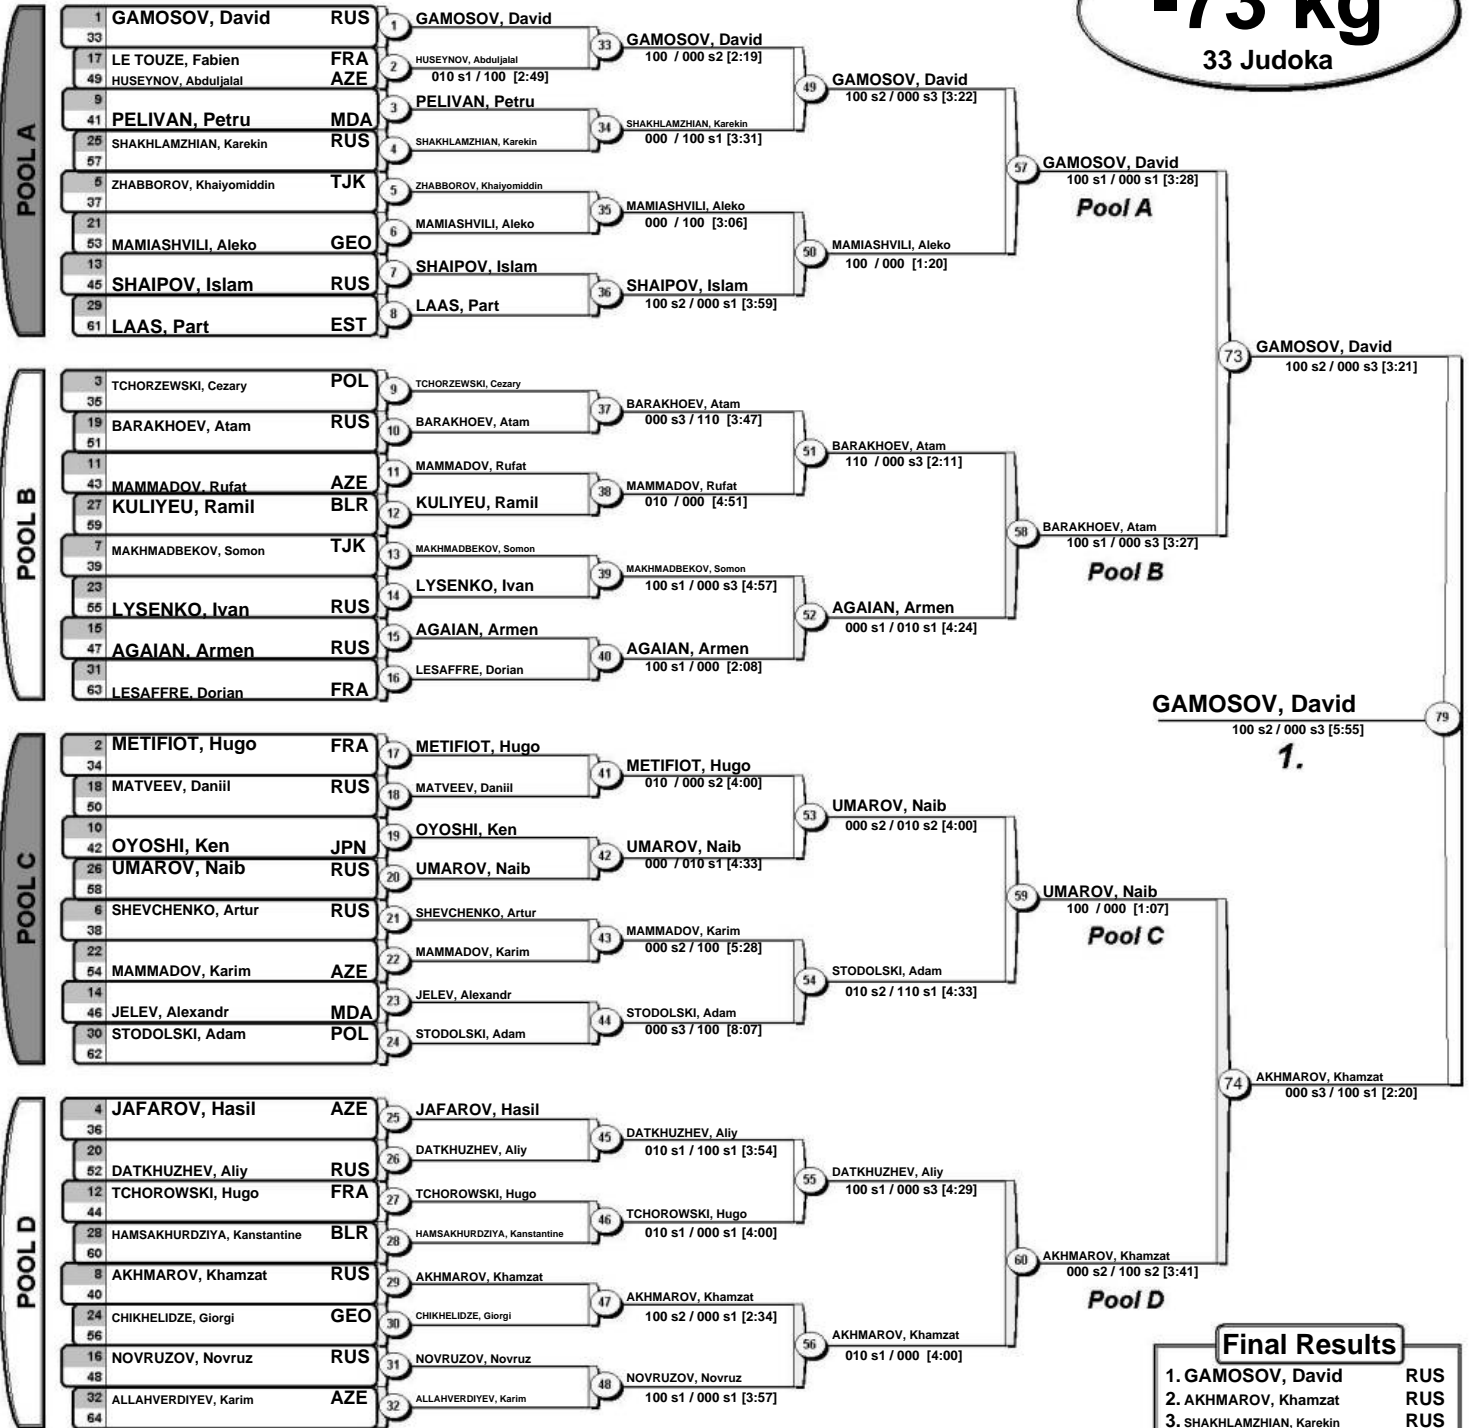 -73 kg
33 Judoka
POOL A
1 GAMOSOV, David RUS
33
17 LE TOUZE, Fabien FRA
49 HUSEYNOV, Abduljalal AZE
9
41 PELIVAN, Petru MDA
25 SHAKHLAMZHIAN, Karekin RUS
57
5 ZHABBOROV, Khaiyomiddin TJK
37
21
53 MAMIASHVILI, Aleko GEO
13
45 SHAIPOV, Islam RUS
29
61 LAAS, Part EST
1 GAMOSOV, David
2 HUSEYNOV, Abduljalal
010 s1 / 100 [2:49]
3 PELIVAN, Petru
4 SHAKHLAMZHIAN, Karekin
5 ZHABBOROV, Khaiyomiddin
6 MAMIASHVILI, Aleko
7 SHAIPOV, Islam
8 LAAS, Part
33 GAMOSOV, David
100 / 000 s2 [2:19]
34 SHAKHLAMZHIAN, Karekin
000 / 100 s1 [3:31]
35 MAMIASHVILI, Aleko
000 / 100 [3:06]
36 SHAIPOV, Islam
100 s2 / 000 s1 [3:59]
49 GAMOSOV, David
100 s2 / 000 s3 [3:22]
50 MAMIASHVILI, Aleko
100 / 000 [1:20]
57 GAMOSOV, David
100 s1 / 000 s1 [3:28]
Pool A
POOL B
3 TCHORZEWSKI, Cezary POL
35
19 BARAKHOEV, Atam RUS
51
11
43 MAMMADOV, Rufat AZE
27 KULIYEU, Ramil BLR
59
7 MAKHMADBEKOV, Somon TJK
39
23
55 LYSENKO, Ivan RUS
15
47 AGAIAN, Armen RUS
31
63 LESAFFRE, Dorian FRA
9 TCHORZEWSKI, Cezary
10 BARAKHOEV, Atam
11 MAMMADOV, Rufat
12 KULIYEU, Ramil
13 MAKHMADBEKOV, Somon
14 LYSENKO, Ivan
15 AGAIAN, Armen
16 LESAFFRE, Dorian
37 BARAKHOEV, Atam
000 s3 / 110 [3:47]
38 MAMMADOV, Rufat
010 / 000 [4:51]
39 MAKHMADBEKOV, Somon
100 s1 / 000 s3 [4:57]
40 AGAIAN, Armen
100 s1 / 000 [2:08]
51 BARAKHOEV, Atam
110 / 000 s3 [2:11]
52 AGAIAN, Armen
000 s1 / 010 s1 [4:24]
58 BARAKHOEV, Atam
100 s1 / 000 s3 [3:27]
Pool B
73 GAMOSOV, David
100 s2 / 000 s3 [3:21]
GAMOSOV, David 79
100 s2 / 000 s3 [5:55]
1.
POOL C
2 METIFIOT, Hugo FRA
34
18 MATVEEV, Daniil RUS
50
10
42 OYOSHI, Ken JPN
26 UMAROV, Naib RUS
58
6 SHEVCHENKO, Artur RUS
38
22
54 MAMMADOV, Karim AZE
14
46 JELEV, Alexandr MDA
30 STODOLSKI, Adam POL
62
17 METIFIOT, Hugo
18 MATVEEV, Daniil
19 OYOSHI, Ken
20 UMAROV, Naib
21 SHEVCHENKO, Artur
22 MAMMADOV, Karim
23 JELEV, Alexandr
24 STODOLSKI, Adam
41 METIFIOT, Hugo
010 / 000 s2 [4:00]
42 UMAROV, Naib
000 / 010 s1 [4:33]
43 MAMMADOV, Karim
000 s2 / 100 [5:28]
44 STODOLSKI, Adam
000 s3 / 100 [8:07]
53 UMAROV, Naib
000 s2 / 010 s2 [4:00]
54 STODOLSKI, Adam
010 s2 / 110 s1 [4:33]
59 UMAROV, Naib
100 / 000 [1:07]
Pool C
POOL D
4 JAFAROV, Hasil AZE
36
20
52 DATKHUZHEV, Aliy RUS
12 TCHOROWSKI, Hugo FRA
44
28 HAMSAKHURDZIYA, Kanstantine BLR
60
8 AKHMAROV, Khamzat RUS
40
24 CHIKHELIDZE, Giorgi GEO
56
16 NOVRUZOV, Novruz RUS
48
32 ALLAHVERDIYEV, Karim AZE
64
25 JAFAROV, Hasil
26 DATKHUZHEV, Aliy
27 TCHOROWSKI, Hugo
28 HAMSAKHURDZIYA, Kanstantine
29 AKHMAROV, Khamzat
30 CHIKHELIDZE, Giorgi
31 NOVRUZOV, Novruz
32 ALLAHVERDIYEV, Karim
45 DATKHUZHEV, Aliy
010 s1 / 100 s1 [3:54]
46 TCHOROWSKI, Hugo
010 s1 / 000 s1 [4:00]
47 AKHMAROV, Khamzat
100 s2 / 000 s1 [2:34]
48 NOVRUZOV, Novruz
100 s1 / 000 s1 [3:57]
55 DATKHUZHEV, Aliy
100 s1 / 000 s3 [4:29]
56 AKHMAROV, Khamzat
010 s1 / 000 [4:00]
60 AKHMAROV, Khamzat
000 s2 / 100 s2 [3:41]
Pool D
74 AKHMAROV, Khamzat
000 s3 / 100 s1 [2:20]
Final Results
1. GAMOSOV, David RUS
2. AKHMAROV, Khamzat RUS
3. SHAKHLAMZHIAN, Karekin RUS